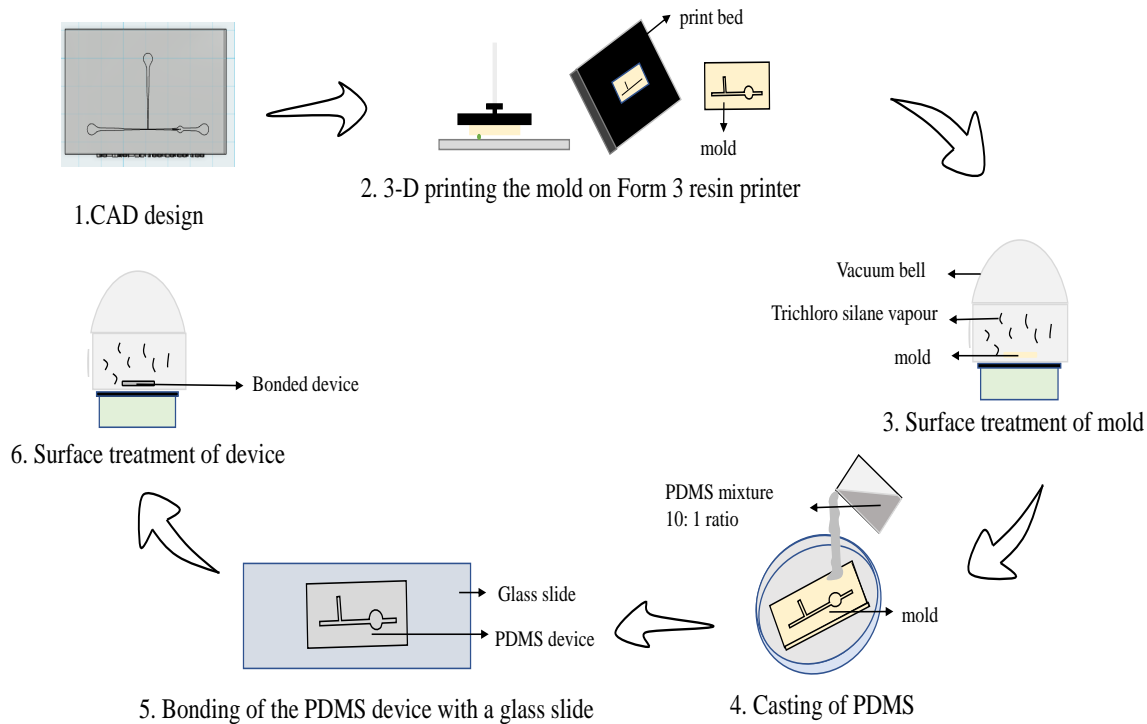 print bed
mold
1.CAD design
2. 3-D printing the mold on Form 3 resin printer
Vacuum bell
Trichloro silane vapour
mold
3. Surface treatment of mold
Bonded device
6. Surface treatment of device
PDMS mixture
10: 1 ratio
mold
4. Casting of PDMS
Glass slide
PDMS device
5. Bonding of the PDMS device with a glass slide